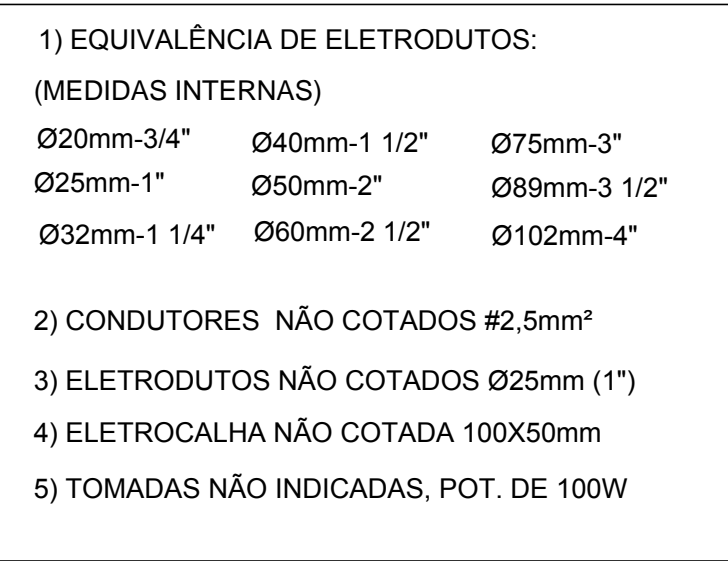 1) EQUIVALÊNCIA DE ELETRODUTOS:
(MEDIDAS INTERNAS)
Ø20mm-3/4" Ø40mm-1 1/2" Ø75mm-3"
Ø25mm-1" Ø50mm-2" Ø89mm-3 1/2"
Ø32mm-1 1/4" Ø60mm-2 1/2" Ø102mm-4"
2) CONDUTORES NÃO COTADOS #2,5mm²
3) ELETRODUTOS NÃO COTADOS Ø25mm (1")
4) ELETROCALHA NÃO COTADA 100X50mm
5) TOMADAS NÃO INDICADAS, POT. DE 100W